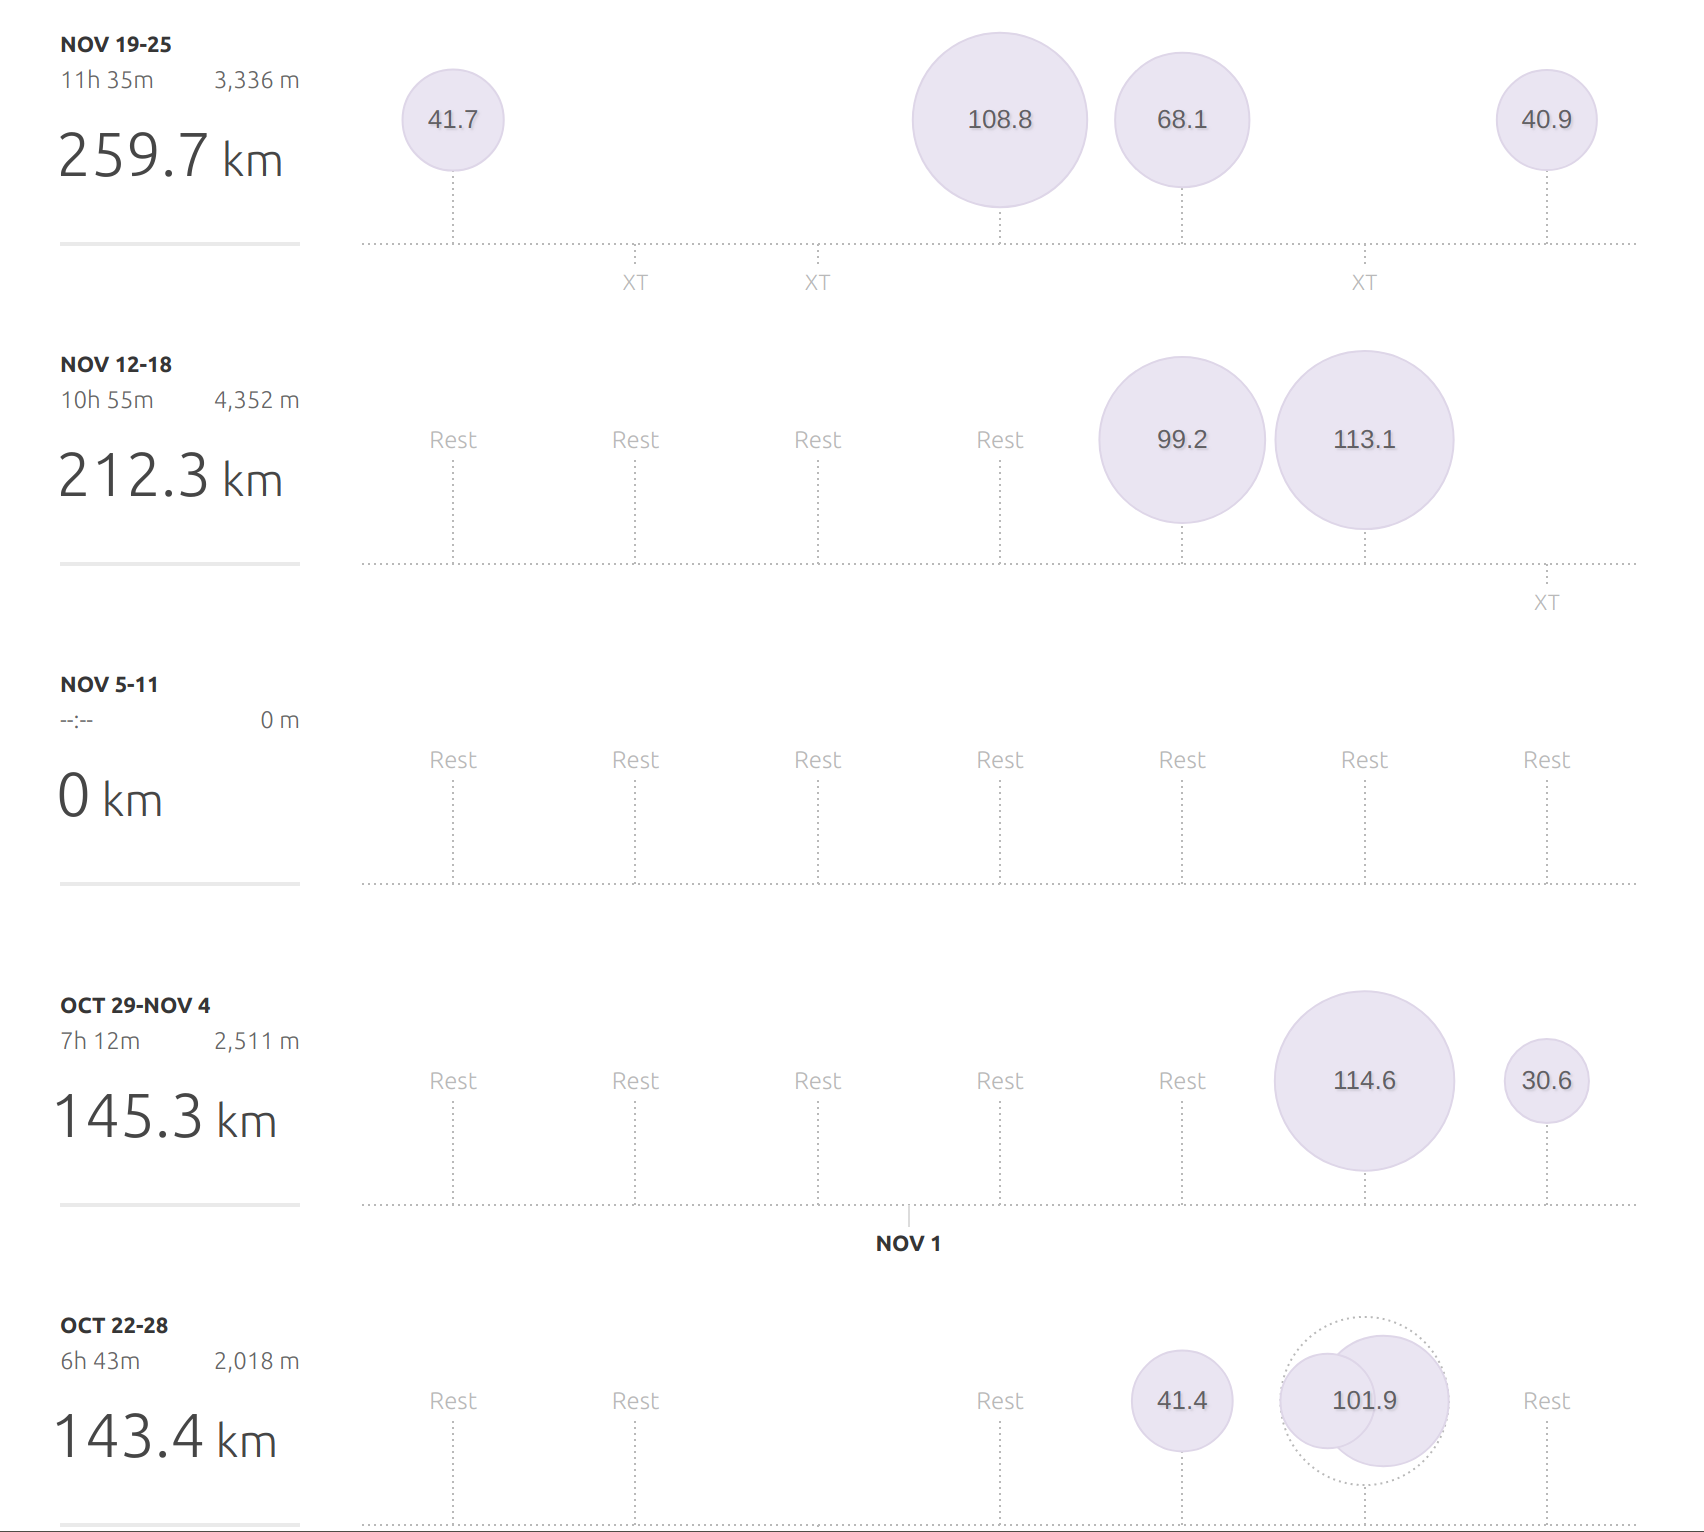 NOV 19-25
11h 35m 3,336 m
259.7 km
41.7 108.8 68.1 40.9
XT XT XT
NOV 12-18
10h 55m 4,352 m
212.3 km
Rest Rest Rest Rest 99.2 113.1
XT
NOV 5-11
--:-- 0 m
0 km
Rest Rest Rest Rest Rest Rest Rest
OCT 29-NOV 4
7h 12m 2,511 m
145.3 km
Rest Rest Rest Rest Rest 114.6 30.6
NOV 1
OCT 22-28
6h 43m 2,018 m
143.4 km
Rest Rest Rest 41.4 101.9 Rest